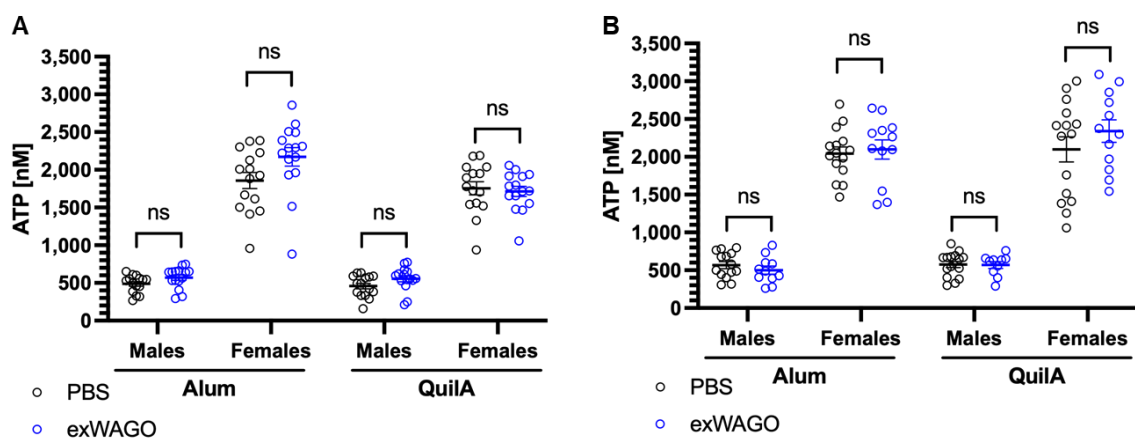 A
ATP [nM]
3,500
3,000
2,500
2,000
1,500
1,000
500
0
ns
ns
ns
ns
Males
Females
Males
Females
Alum
QuilA
PBS
exWAGO
B
ATP [nM]
3,500
3,000
2,500
2,000
1,500
1,000
500
0
ns
ns
ns
ns
Males
Females
Males
Females
Alum
QuilA
PBS
exWAGO